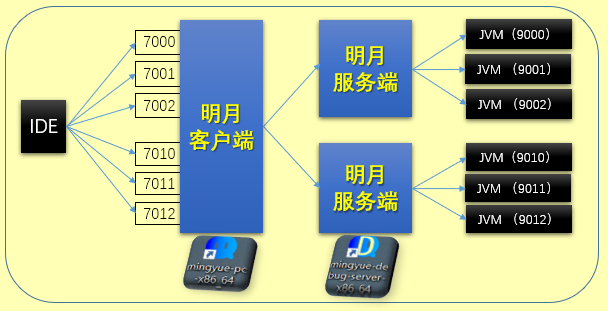 IDE
7000
7001
7002
7010
7011
7012
明月
客户端
明月
服务端
明月
服务端
JVM（9000）
JVM （9001）
JVM （9002）
JVM （9010）
JVM （9011）
JVM （9012）
mingyue-pc
-x86_64
mingyue-de
bug-server-
x86_64